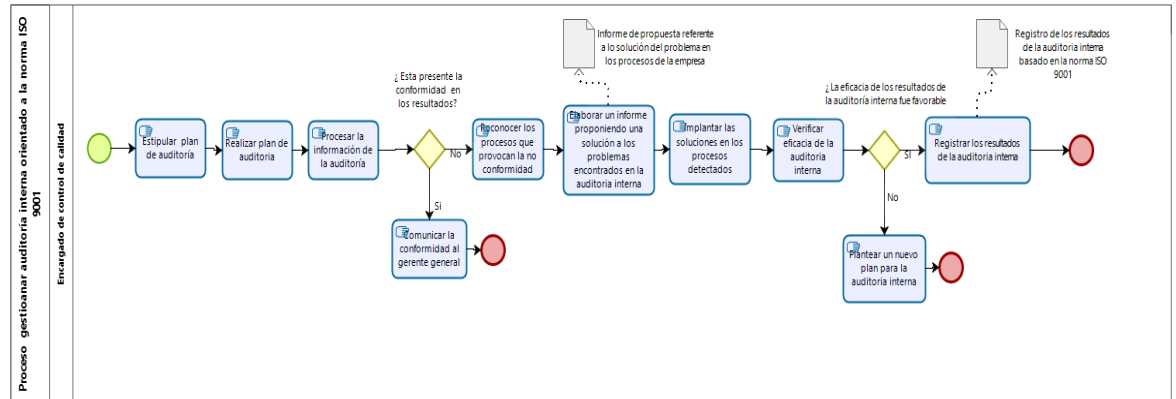 Proceso gestioanar auditoria interna orientado a la norma ISO
9001
Encargado de control de calidad
Estipular plan
de auditoría
Realizar plan de
auditoria
Procesar la
información de
la auditoría
¿ Esta presente la
conformidad en
los resultados?
No
Si
Comunicar la
conformidad al
gerente general
Reconocer los
procesos que
provocan la no
conformidad
Informe de propuesta referente
a lo solución del problema en
los procesos de la empresa
Elaborar un informe
proponiendo una
solución a los
problemas
encontrados en la
auditoria interna
Implantar las
soluciones en los
procesos
detectados
Verificar
eficacia de la
auditoria
interna
¿ La eficacia de los resultados de
la auditoría interna fue favorable
SI
No
Plantear un nuevo
plan para la
auditoria interna
Registro de los resultados
de la auditoria interna
basado en la norma ISO
9001
Registrar los resultados
de la auditoria interna